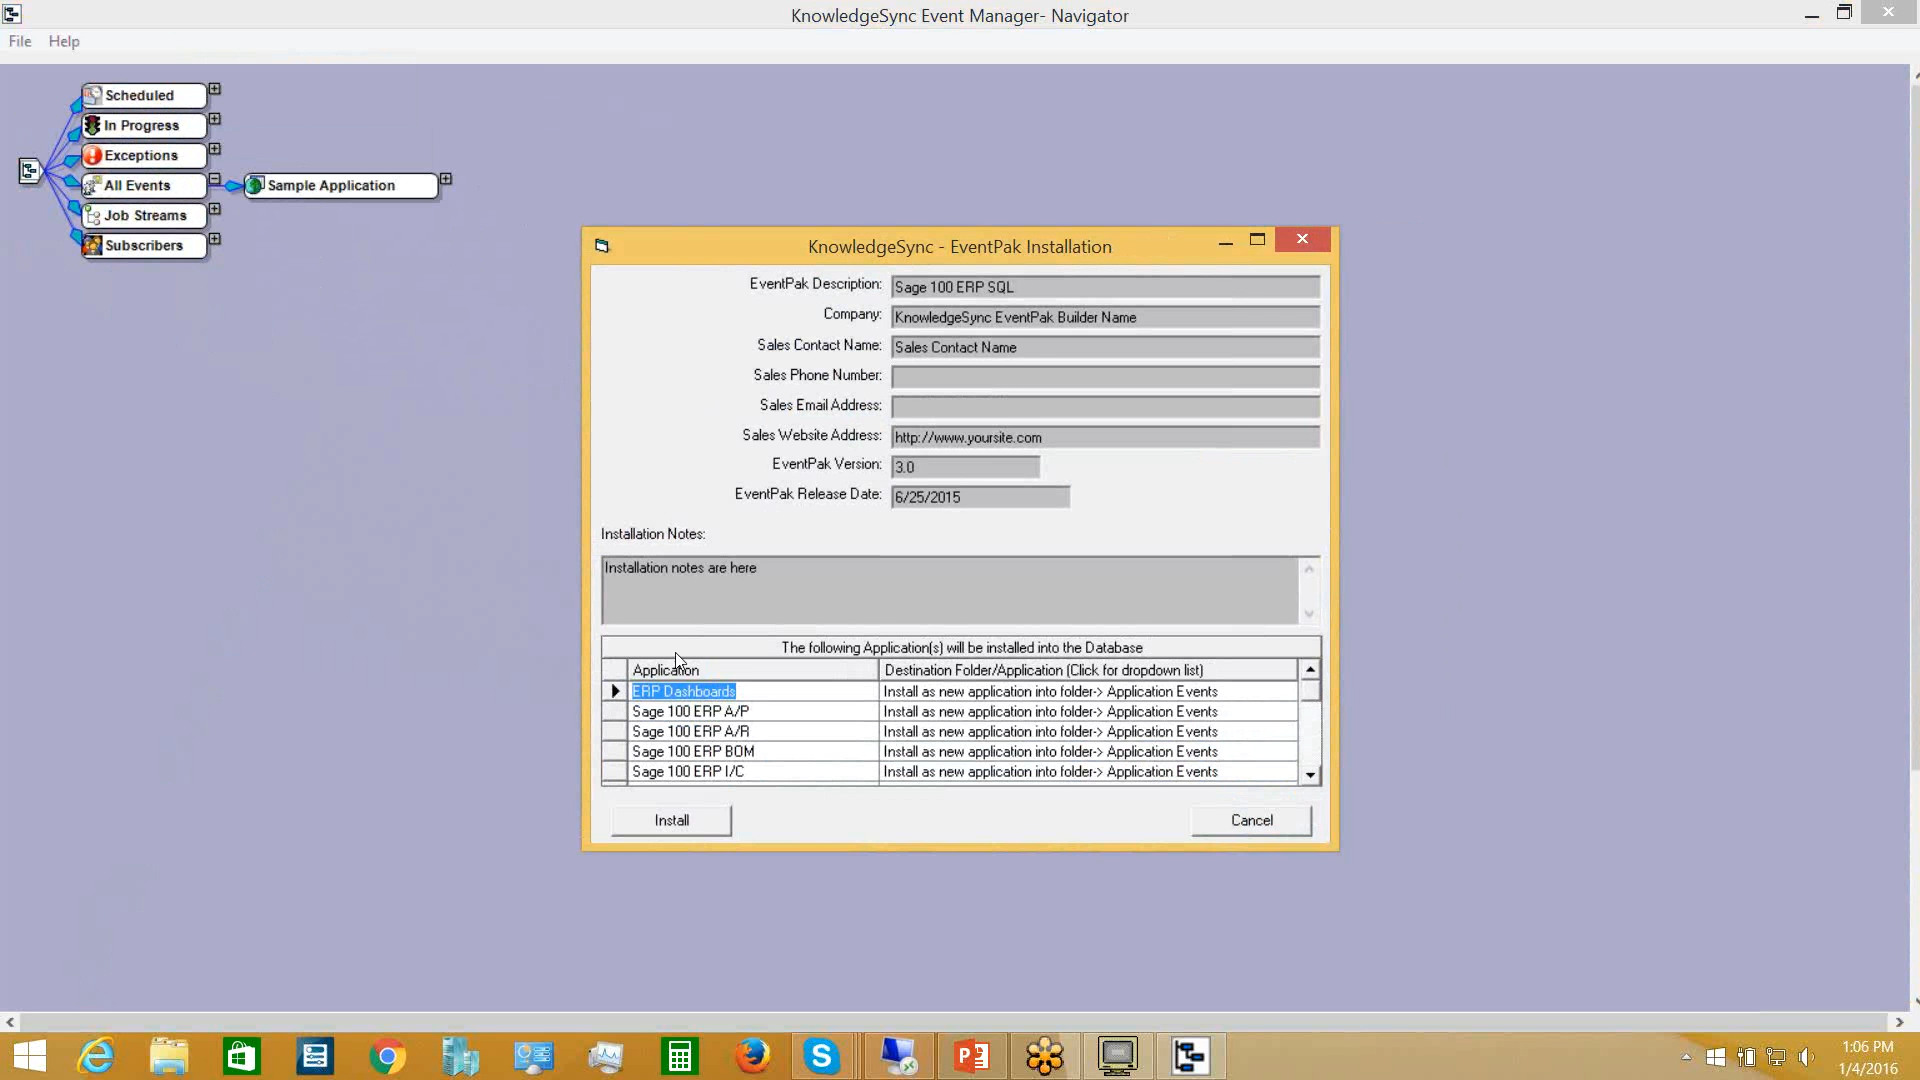 KnowledgeSync Event Manager- Navigator
File Help
Scheduled
In Progress
Exceptions
All Events
Sample Application
Job Streams
Subscribers
KnowledgeSync - EventPak Installation
EventPak Description: Sage 100 ERP SQL
Company: KnowledgeSync EventPak Builder Name
Sales Contact Name: Sales Contact Name
Sales Phone Number:
Sales Email Address:
Sales Website Address: http://www.yoursite.com
EventPak Version: 3.0
EventPak Release Date: 6/25/2015
Installation Notes:
Installation notes are here
The following Application(s) will be installed into the Database
Application Destination Folder/Application (Click for dropdown list)
ERP Dashboards Install as new application into folder-> Application Events
Sage 100 ERP A/P Install as new application into folder-> Application Events
Sage 100 ERP A/R Install as new application into folder-> Application Events
Sage 100 ERP BOM Install as new application into folder-> Application Events
Sage 100 ERP I/C Install as new application into folder-> Application Events
Install Cancel
1:06 PM
1/4/2016